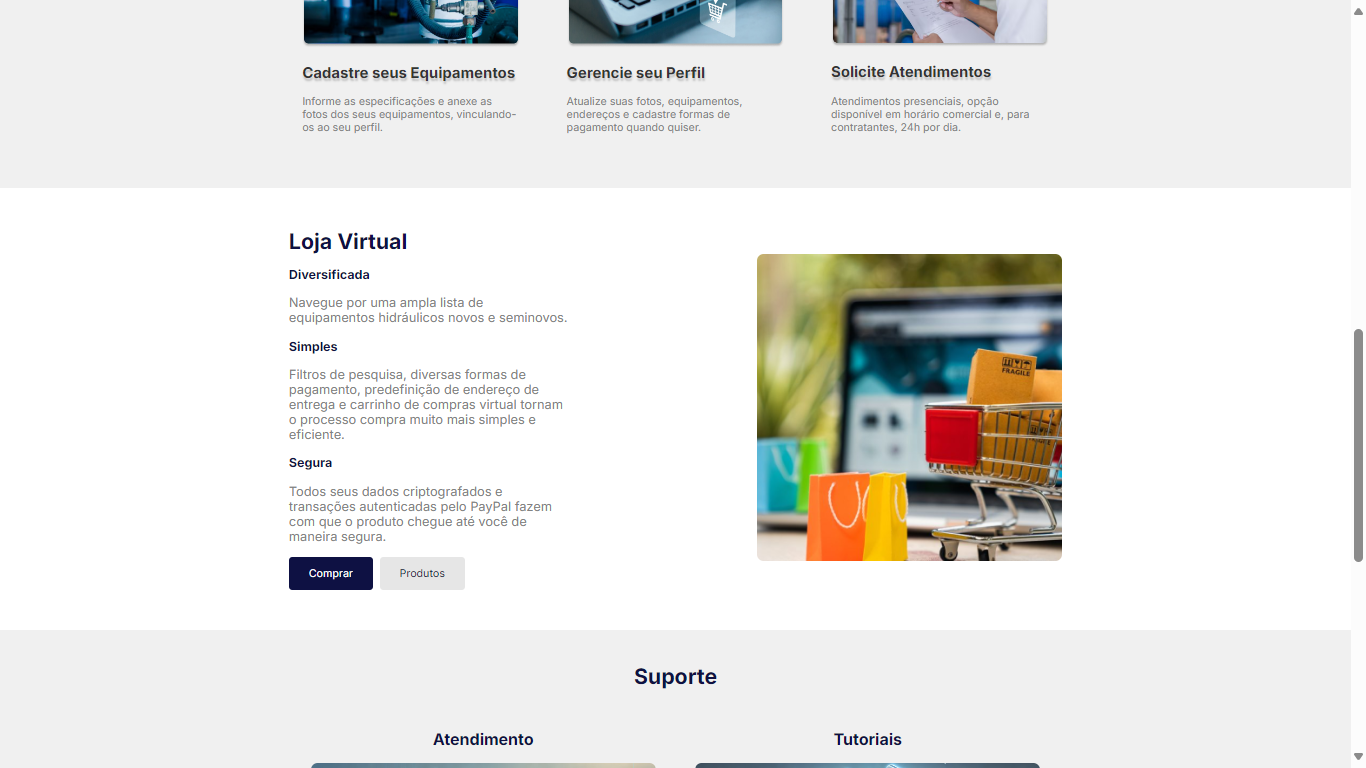 Cadastre seus Equipamentos
Informe as especificações e anexe as
fotos dos seus equipamentos, vinculando-
os ao seu perfil.
Gerencie seu Perfil
Atualize suas fotos, equipamentos,
endereços e cadastre formas de
pagamento quando quiser.
Solicite Atendimentos
Atendimentos presenciais, opção
disponível em horário comercial e, para
contratantes, 24h por dia.
Loja Virtual
Diversificada
Navegue por uma ampla lista de
equipamentos hidráulicos novos e seminovos.
Simples
Filtros de pesquisa, diversas formas de
pagamento, predefinição de endereço de
entrega e carrinho de compras virtual tornam
o processo compra muito mais simples e
eficiente.
Segura
Todos seus dados criptografados e
transações autenticadas pelo PayPal fazem
com que o produto chegue até você de
maneira segura.
Comprar
Produtos
FRAGILE
Suporte
Atendimento
Tutoriais